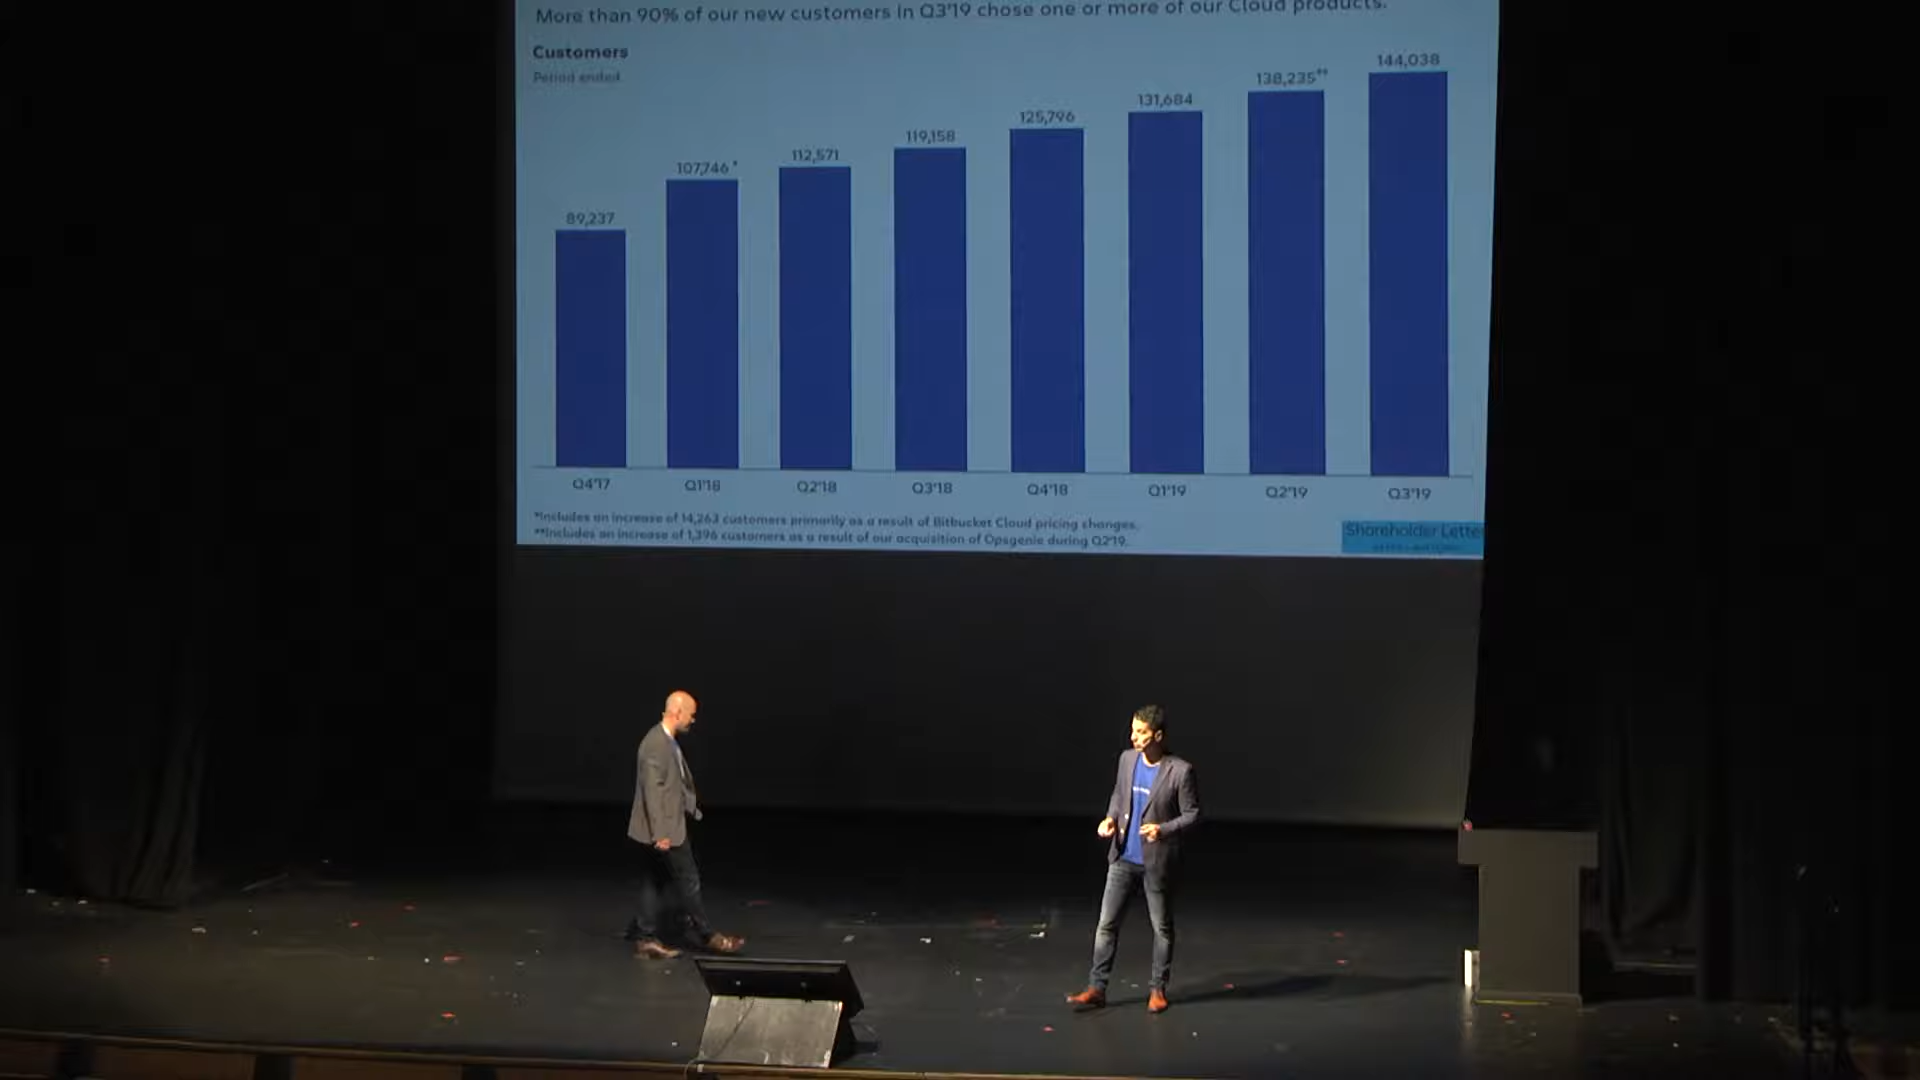 More than 90% of our new customers in Q3'19 chose one or more of our Cloud products.
Customers
Period ended
89,237
107,746 *
112,571
119,158
125,796
131,684
138,235**
144,038
Q4'17
Q1'18
Q2'18
Q3'18
Q4'18
Q1'19
Q2'19
Q3'19
*Includes an increase of 14,263 customers primarily as a result of Bitbucket Cloud pricing changes.
**Includes an increase of 1,396 customers as a result of our acquisition of Opsgenie during Q2'19.
Shareholder Lette